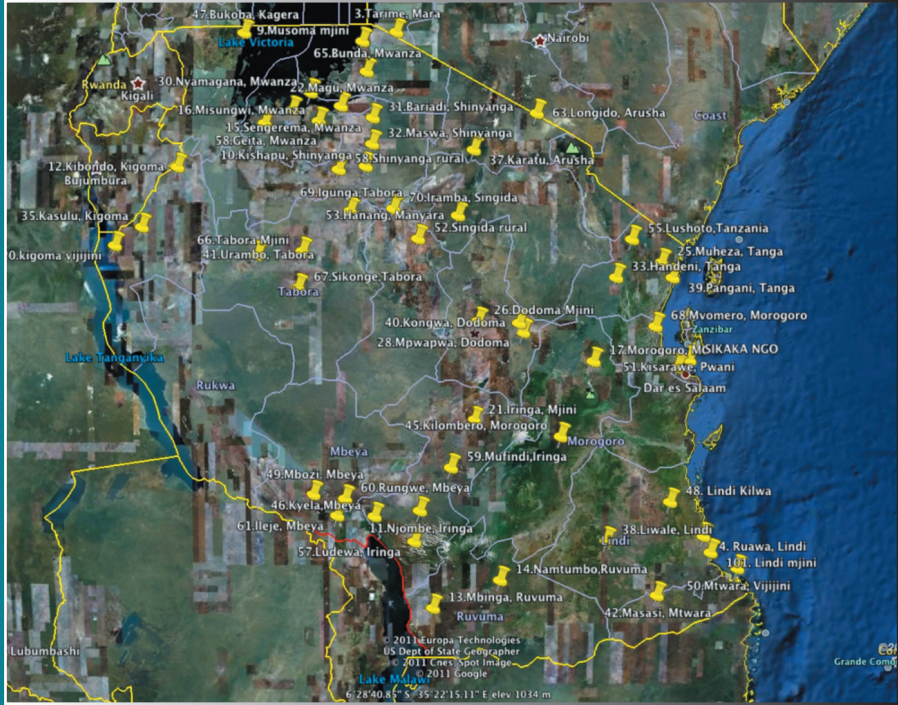 47.Bukoba, Kagera
3.Tarime, Mara
9.Musoma mjini
Lake Victoria
Nairobi
65.Bunda, Mwanza
Rwanda
Kigali
30.Nyamagana, Mwanza
22.Magu, Mwanza
16.Misungwi, Mwanza
31.Bariadi, Shinyanga
63.Longido, Arusha
Coast
15.Sengerema, Mwanza
58.Geita, Mwanza
32.Maswa, Shinyanga
10.Kishapu, Shinyanga
58.Shinyanga rural
37.Karatu, Arusha
12.Kibondo, Kigoma
Bujumbura
69.Igunga,Tabora
70.Iramba, Singida
35.Kasulu, Kigoma
53.Hanang, Manyara
52.Singida rural
55.Lushoto,Tanzania
0.kigoma vijijini
66.Tabora Mjini
41.Urambo, Tabora
25.Muheza, Tanga
33.Handeni, Tanga
67.Sikonge,Tabora
Tabora
39.Pangani, Tanga
26.Dodoma Mjini
40.Kongwa, Dodoma
68.Mvomero, Morogoro
Zanzibar
28.Mpwapwa, Dodoma
17.Morogoro, M
SIKAKA NGO
Lake Tanganyika
51.Kisarawe, Pwani
Dar es Salaam
Rukwa
21.Iringa, Mjini
45.Kilombero, Morogoro
Morogoro
Mbeya
59.Mufindi,Iringa
49.Mbozi, Mbeya
60.Rungwe, Mbeya
48. Lindi Kilwa
46.Kyela,Mbeya
61.Ileje, Mbeya
11.Njombe, Iringa
38.Liwale, Lindi
Lindi
57.Ludewa, Iringa
4. Ruawa, Lindi
101. Lindi mjini
14.Namtumbo,Ruvuma
50.Mtwara, Vijijini
13.Mbinga, Ruvuma
42.Masasi, Mtwara
Ruvuma
© 2011 Europa Technologies
US Dept of State Geographer
© 2011 Cnes/Spot Image
© 2011 Google
Lubumbashi
Lake Malawi
Grande Como
6°28'40.85" S 35°22'15.11" E elev 1034 m